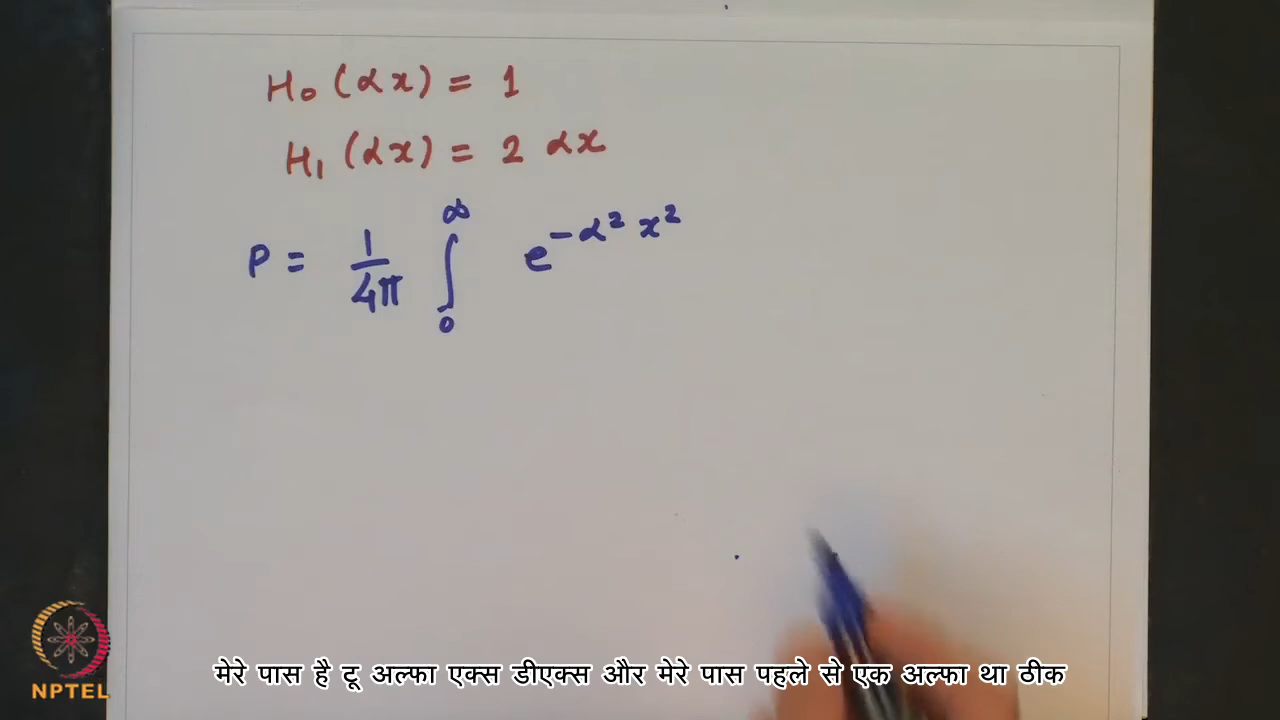 H₀ (αx) = 1
H₁ (αx) = 2 αx
P = 1/4π ∫₀^∞ e^{-α² x²}
मेरे पास है टू अल्फा एक्स डीएक्स और मेरे पास पहले से एक अल्फा था ठीक
NPTEL